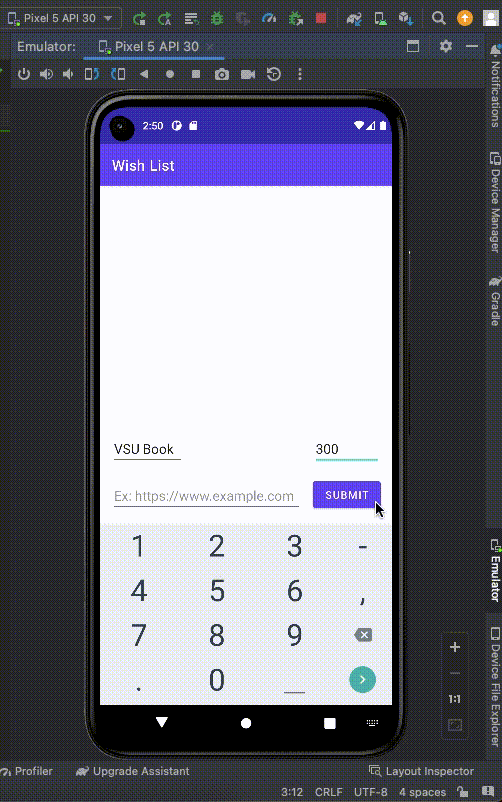 Pixel 5 API 30
Emulator: Pixel 5 API 30
2:50
Wish List
VSU Book 300
Ex: https://www.example.com SUBMIT
1 2 3 -
4 5 6 ,
7 8 9
. 0 _
1:1
Notifications
Device Manager
Gradle
Emulator
Device File Explorer
Profiler Upgrade Assistant Layout Inspector
3:12 CRLF UTF-8 4 spaces